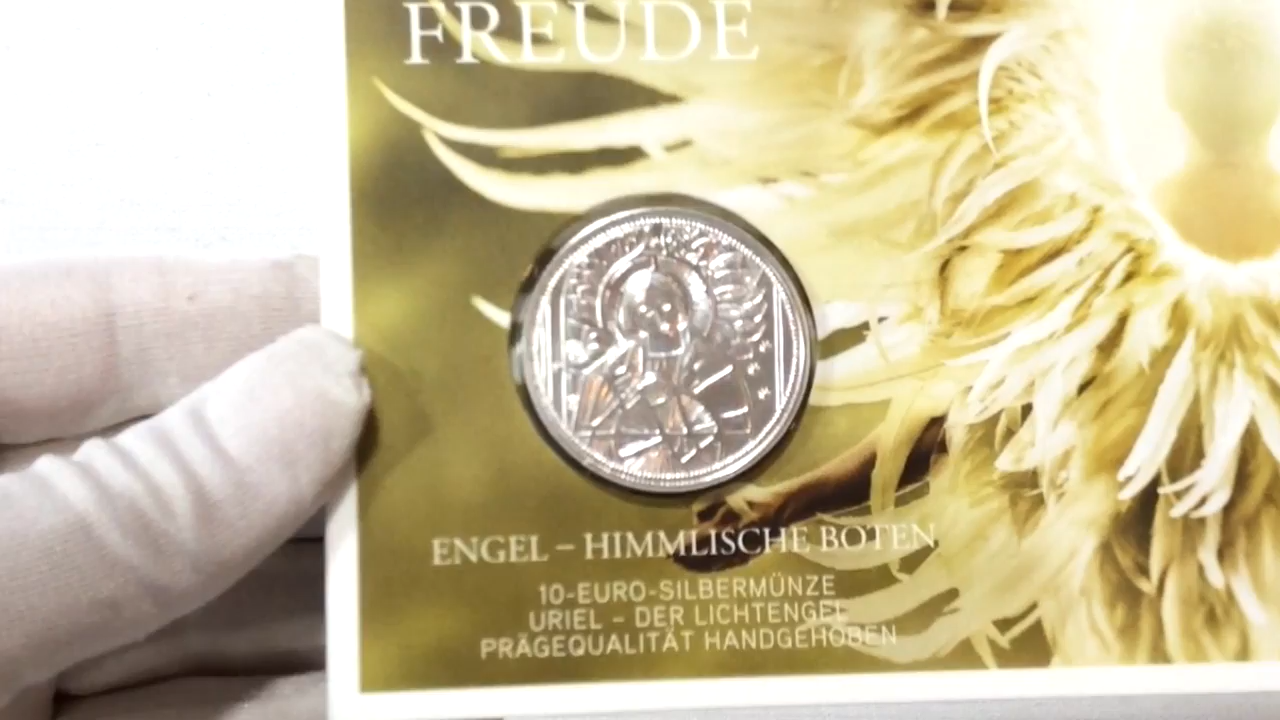 FREUDE
ENGEL – HIMMLISCHE BOTEN
10-EURO-SILBERMÜNZE
URIEL – DER LICHTENGEL
PRÄGEQUALITÄT HANDGEHOBEN